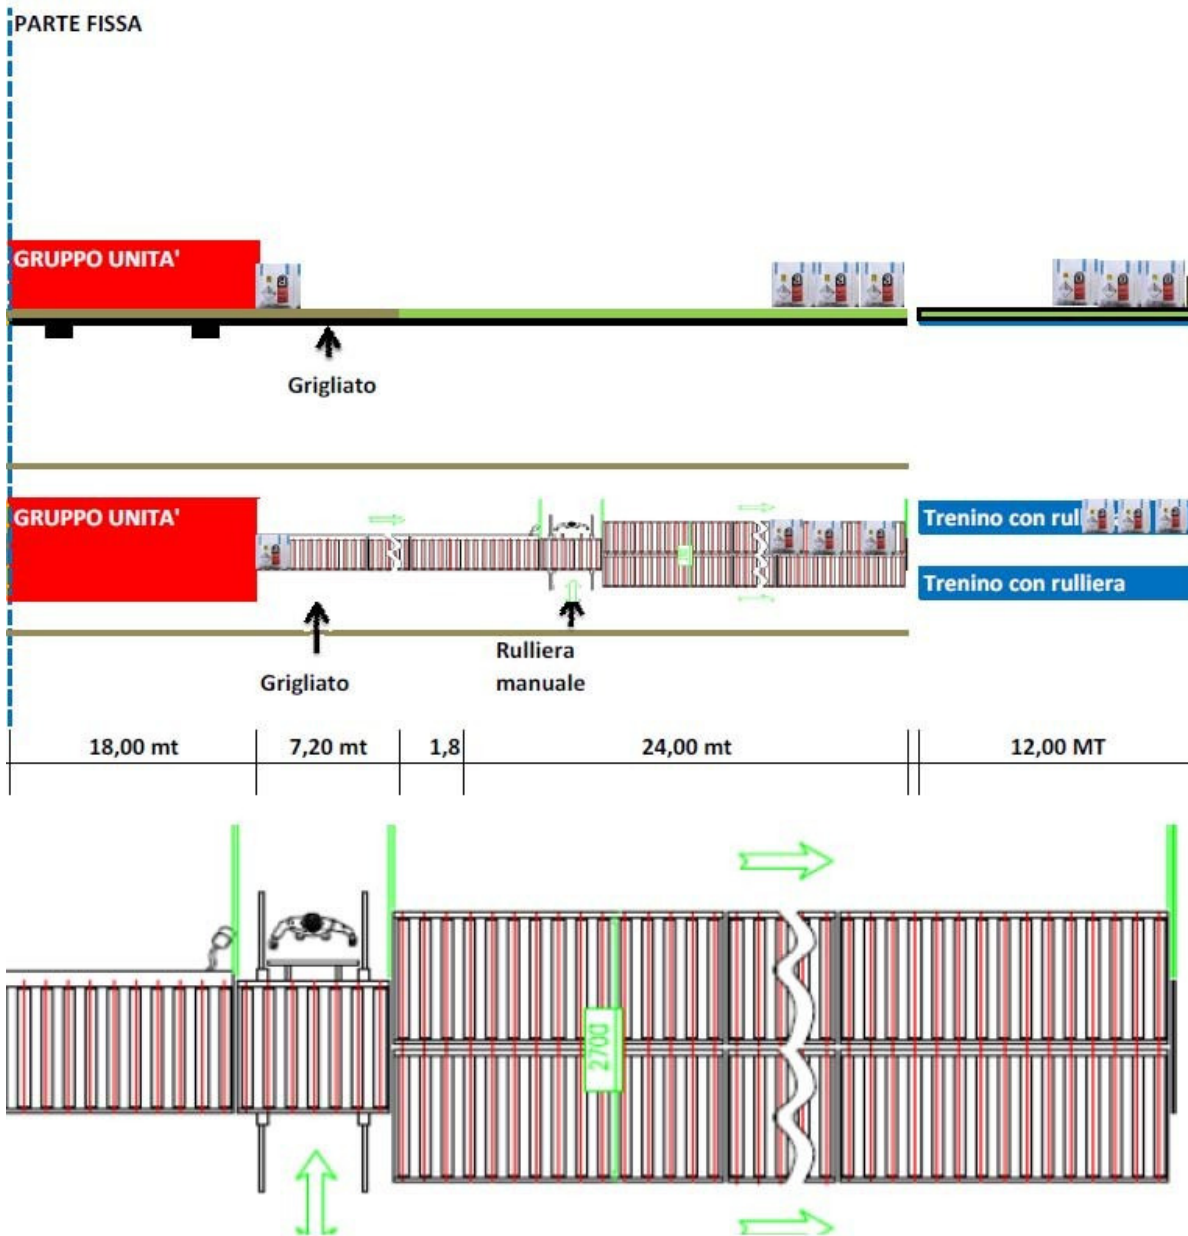 PARTE FISSA
GRUPPO UNITA'
Grigliato
GRUPPO UNITA'
Trenino con rull
Trenino con rulliera
Rulliera
manuale
Grigliato
18,00 mt
7,20 mt
1,8
24,00 mt
12,00 MT
2700